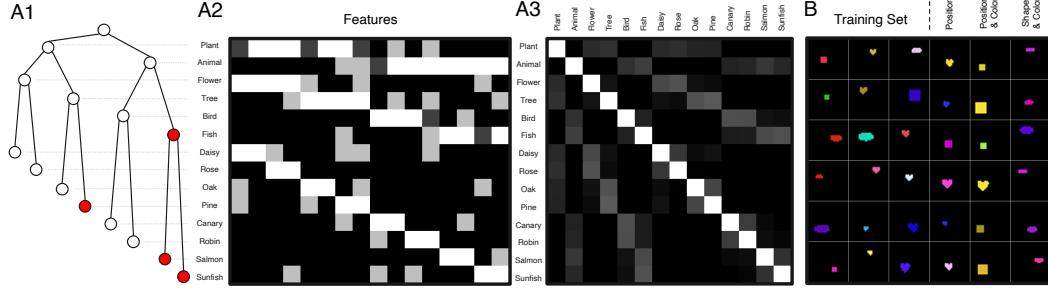 A1
A2
Features
A3
Plant
Animal
Flower
Tree
Bird
Fish
Daisy
Rose
Oak
Pine
Canary
Robin
Salmon
Sunfish
B
Training Set
Position
Position
& Color
Shape
& Color
Plant
Animal
Flower
Tree
Bird
Fish
Daisy
Rose
Oak
Pine
Canary
Robin
Salmon
Sunfish
Plant
Animal
Flower
Tree
Bird
Fish
Daisy
Rose
Oak
Pine
Canary
Robin
Salmon
Sunfish